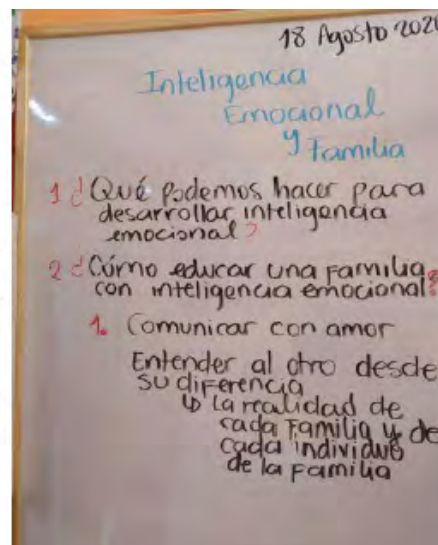 18 Agosto 202
Inteligencia
Emocional
y Familia
1 ¿Qué podemos hacer para
desarrollar inteligencia
emocional?
2 ¿Cómo educar una familia
con inteligencia emocional?
1. Comunicar con amor
Entender al otro desde
su diferencia
↳ La realidad de
cada familia y de
cada individuo
de la familia